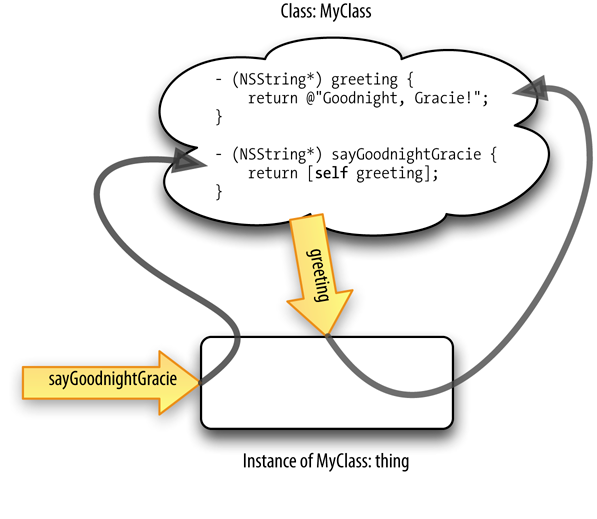 Class: MyClass
- (NSString*) greeting {
return @"Goodnight, Gracie!";
}
- (NSString*) sayGoodnightGracie {
return [self greeting];
}
greeting
sayGoodnightGracie
Instance of MyClass: thing